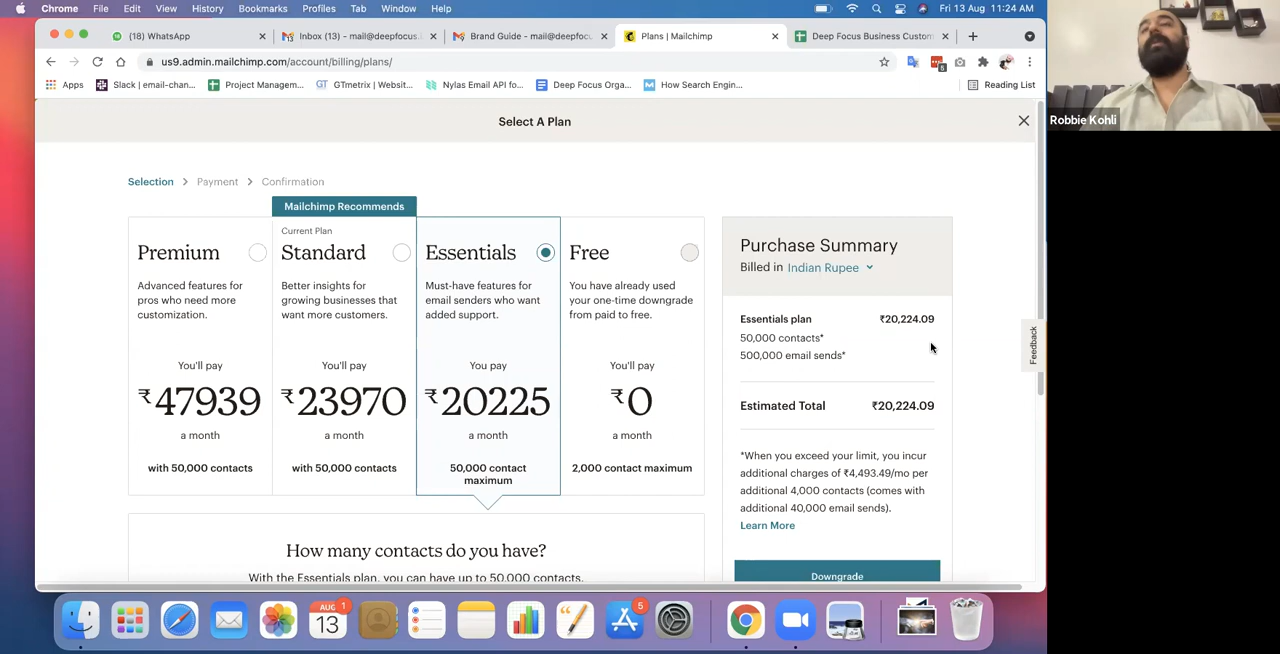 Chrome File Edit View History Bookmarks Profiles Tab Window Help Fri 13 Aug 11:24 AM
(18) WhatsApp Inbox (13) - mail@deepfocus. Brand Guide - mail@deepfocu Plans | Mailchimp Deep Focus Business Custom
us9.admin.mailchimp.com/account/billing/plans/
5
Apps Slack | email-chan... Project Managem... GTmetrix | Websit... Nylas Email API fo... Deep Focus Orga... How Search Engin... Reading List
Robbie Kohli
Select A Plan
Selection Payment Confirmation
Mailchimp Recommends
Premium
Advanced features for
pros who need more
customization.
You'll pay
₹47939
a month
with 50,000 contacts
Current Plan
Standard
Better insights for
growing businesses that
want more customers.
You'll pay
₹23970
a month
with 50,000 contacts
Essentials
Must-have features for
email senders who want
added support.
You pay
₹20225
a month
50,000 contact
maximum
Free
You have already used
your one-time downgrade
from paid to free.
You'll pay
₹0
a month
2,000 contact maximum
Purchase Summary
Billed in Indian Rupee
Essentials plan ₹20,224.09
50,000 contacts*
500,000 email sends*
Estimated Total ₹20,224.09
*When you exceed your limit, you incur
additional charges of ₹4,493.49/mo per
additional 4,000 contacts (comes with
additional 40,000 email sends).
Learn More
Downgrade
Feedback
How many contacts do you have?
With the Essentials plan, you can have up to 50,000 contacts.
AUG 1
13
5